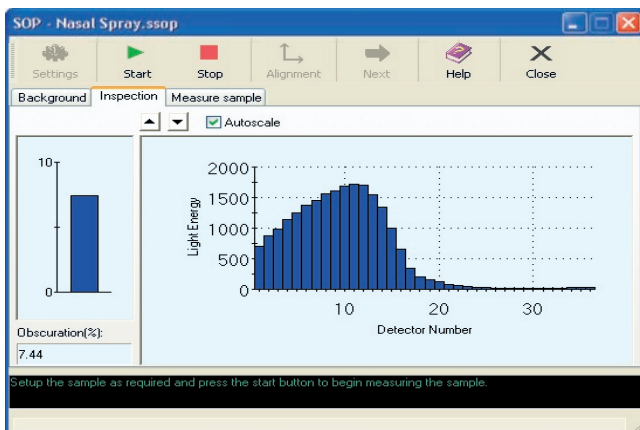 SOP - Nasal Spray.ssop
Settings Start Stop Alignment Next Help Close
Background Inspection Measure sample
Autoscale
10
0
Obscuration(%):
7.44
2000
1500
1000
500
0
Light Energy
10 20 30
Detector Number
Setup the sample as required and press the start button to begin measuring the sample.